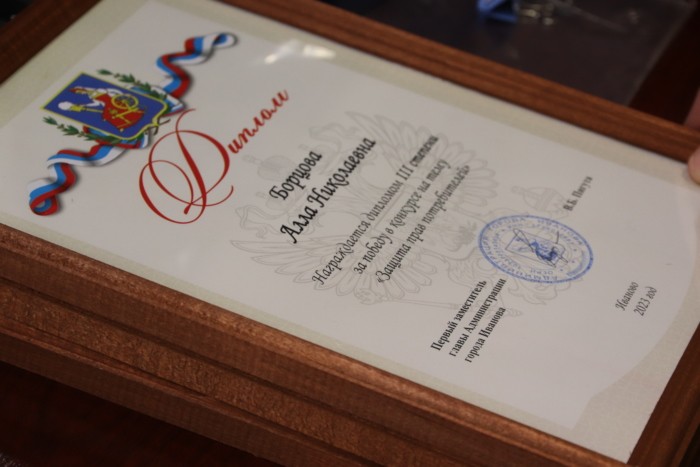 Диплом
Борцова
Алла Николаевна
Награждается дипломом III степени
за победу в конкурсе на тему
«Защита прав потребителей»
Первый заместитель
главы Администрации
города Иванова
В.Б. Пигута
Иваново
2023 год